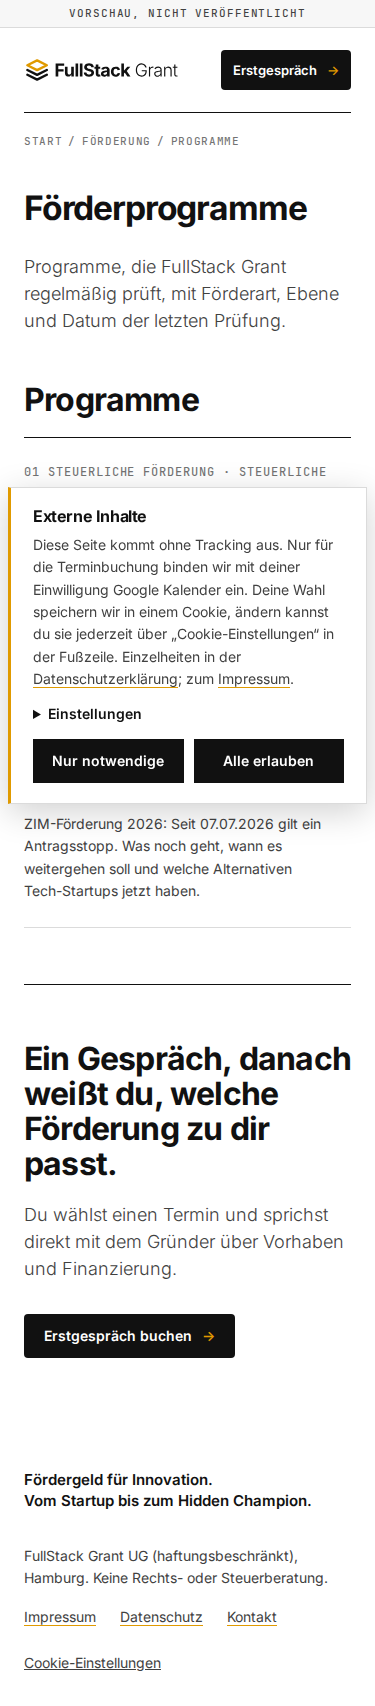 VORSCHAU, NICHT VERÖFFENTLICHT
FullStack Grant
Erstgespräch →
START / FÖRDERUNG / PROGRAMME
Förderprogramme
Programme, die FullStack Grant
regelmäßig prüft, mit Förderart, Ebene
und Datum der letzten Prüfung.
Programme
01 STEUERLICHE FÖRDERUNG · STEUERLICHE
Externe Inhalte
Diese Seite kommt ohne Tracking aus. Nur für
die Terminbuchung binden wir mit deiner
Einwilligung Google Kalender ein. Deine Wahl
speichern wir in einem Cookie, ändern kannst
du sie jederzeit über „Cookie-Einstellungen“ in
der Fußzeile. Einzelheiten in der
Datenschutzerklärung; zum Impressum.
▶ Einstellungen
Nur notwendige
Alle erlauben
ZIM-Förderung 2026: Seit 07.07.2026 gilt ein
Antragsstopp. Was noch geht, wann es
weitergehen soll und welche Alternativen
Tech-Startups jetzt haben.
Ein Gespräch, danach
weißt du, welche
Förderung zu dir
passt.
Du wählst einen Termin und sprichst
direkt mit dem Gründer über Vorhaben
und Finanzierung.
Erstgespräch buchen →
Fördergeld für Innovation.
Vom Startup bis zum Hidden Champion.
FullStack Grant UG (haftungsbeschränkt),
Hamburg. Keine Rechts- oder Steuerberatung.
Impressum Datenschutz Kontakt
Cookie-Einstellungen